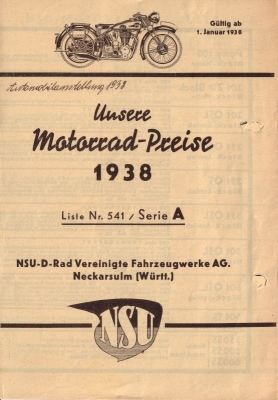 Gültig ab
1. Januar 1938
Automobilausstellung 1938
Unsere
Motorrad-Preise
1938
Liste Nr. 541 / Serie A
NSU-D-Rad Vereinigte Fahrzeugwerke AG.
Neckarsulm (Württ.)
NSU